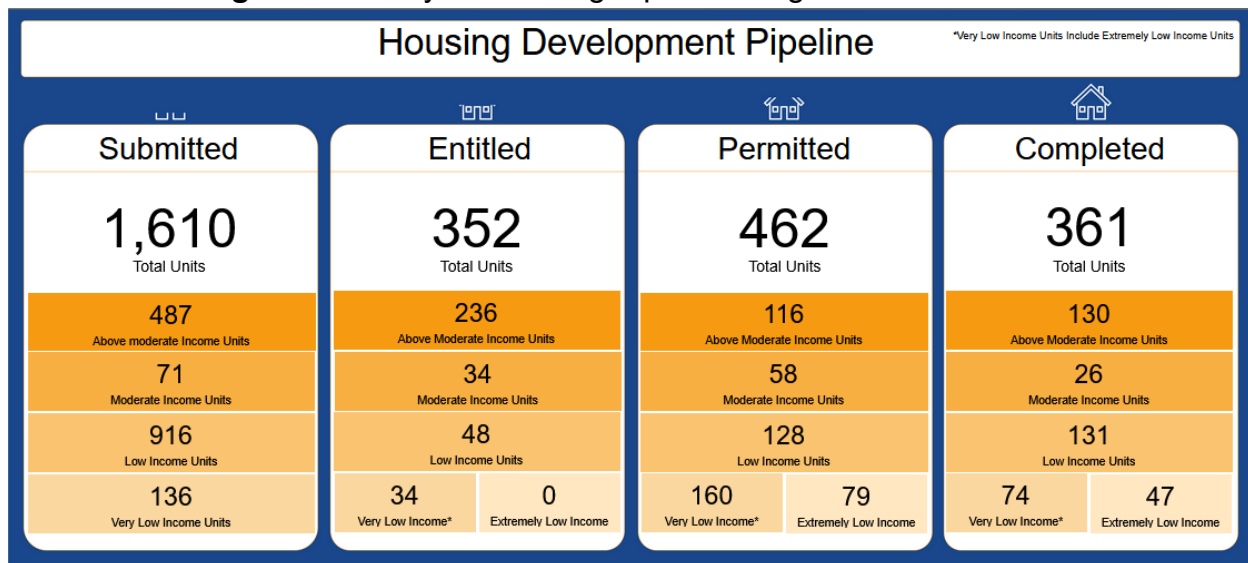 Housing Development Pipeline
*Very Low Income Units Include Extremely Low Income Units
Submitted
1,610
Total Units
487
Above moderate Income Units
71
Moderate Income Units
916
Low Income Units
136
Very Low Income Units
Entitled
352
Total Units
236
Above Moderate Income Units
34
Moderate Income Units
48
Low Income Units
34
Very Low Income*
0
Extremely Low Income
Permitted
462
Total Units
116
Above Moderate Income Units
58
Moderate Income Units
128
Low Income Units
160
Very Low Income*
79
Extremely Low Income
Completed
361
Total Units
130
Above Moderate Income Units
26
Moderate Income Units
131
Low Income Units
74
Very Low Income*
47
Extremely Low Income